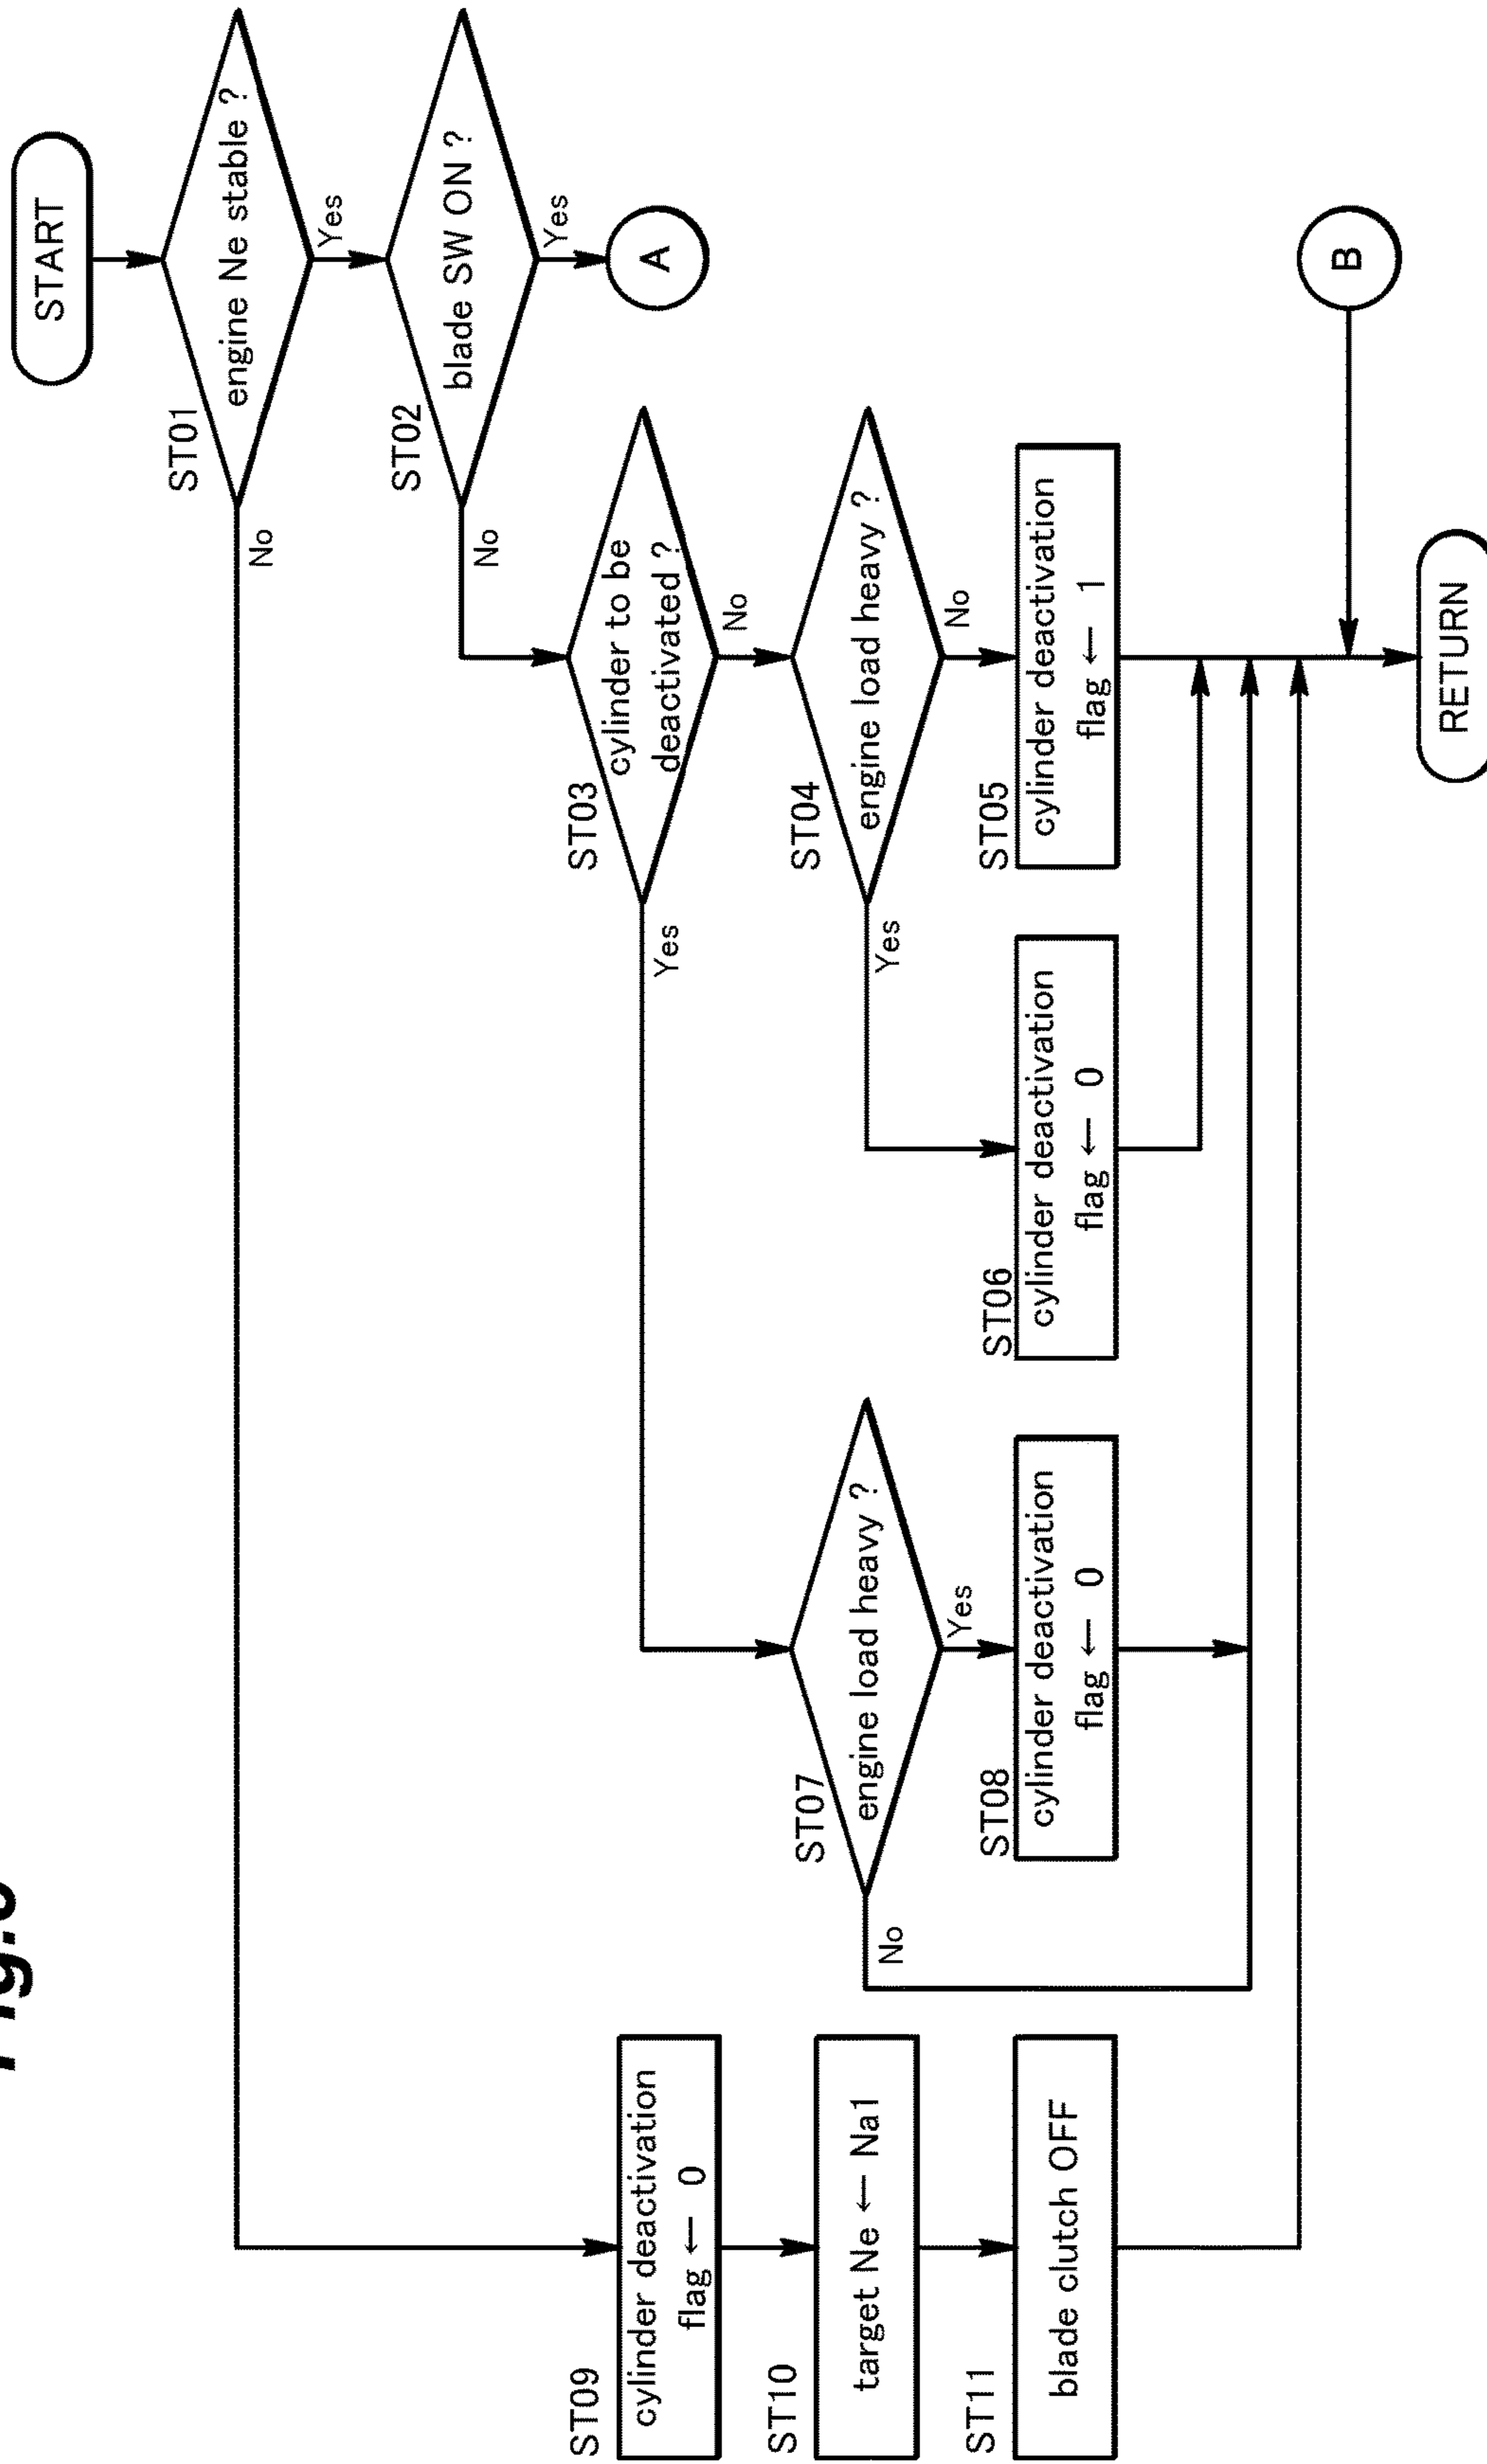 START
ST01
engine Ne stable ?
No
Yes
ST02
blade SW ON ?
No
Yes
A
ST03
cylinder to be
deactivated ?
Yes
No
ST04
engine load heavy ?
Yes
No
ST05
cylinder deactivation
flag ← 1
ST06
cylinder deactivation
flag ← 0
ST07
engine load heavy ?
No
Yes
ST08
cylinder deactivation
flag ← 0
ST09
cylinder deactivation
flag ← 0
ST10
target Ne ← Na1
ST11
blade clutch OFF
B
RETURN